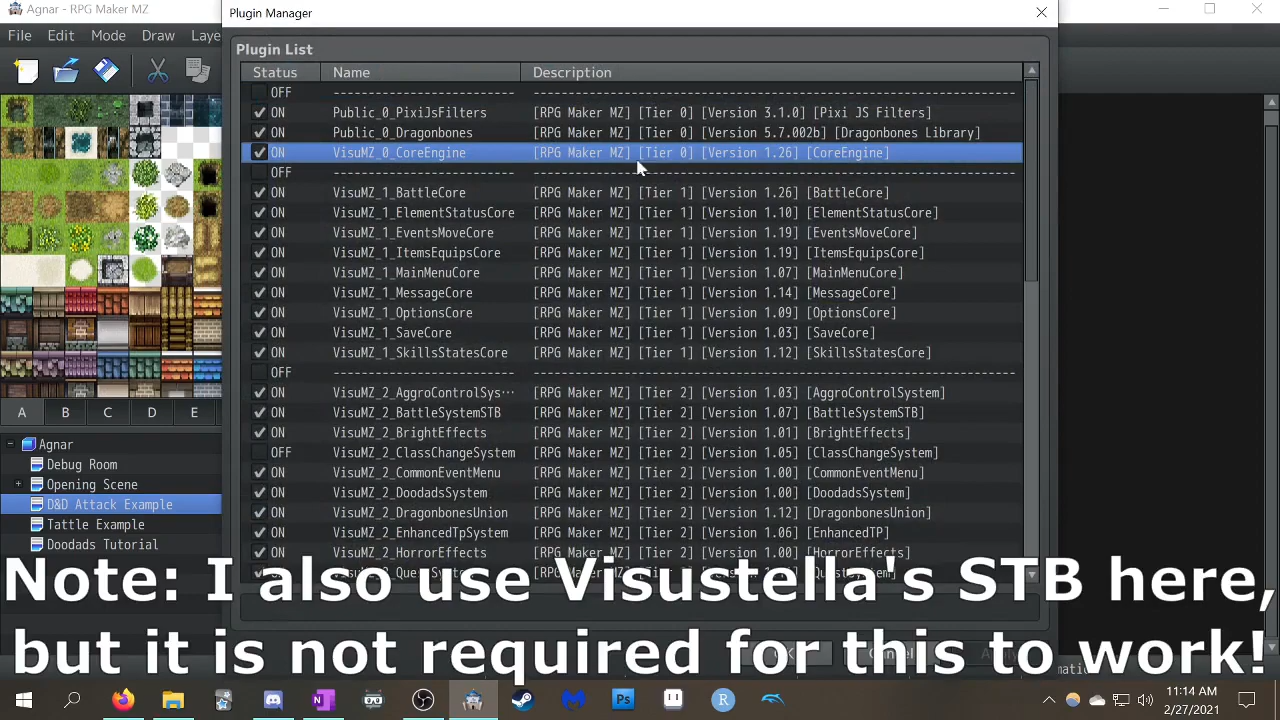 Agnar - RPG Maker MZ
Plugin Manager
File Edit Mode Draw Laye
Plugin List
Status Name Description
OFF ---------------------- ----------------------------------------------------------
ON Public_0_PixiJsFilters [RPG Maker MZ] [Tier 0] [Version 3.1.0] [Pixi JS Filters]
ON Public_0_Dragonbones [RPG Maker MZ] [Tier 0] [Version 5.7.002b] [Dragonbones Library]
ON VisuMZ_0_CoreEngine [RPG Maker MZ] [Tier 0] [Version 1.26] [CoreEngine]
OFF ---------------------- ----------------------------------------------------------
ON VisuMZ_1_BattleCore [RPG Maker MZ] [Tier 1] [Version 1.26] [BattleCore]
ON VisuMZ_1_ElementStatusCore [RPG Maker MZ] [Tier 1] [Version 1.10] [ElementStatusCore]
ON VisuMZ_1_EventsMoveCore [RPG Maker MZ] [Tier 1] [Version 1.19] [EventsMoveCore]
ON VisuMZ_1_ItemsEquipsCore [RPG Maker MZ] [Tier 1] [Version 1.19] [ItemsEquipsCore]
ON VisuMZ_1_MainMenuCore [RPG Maker MZ] [Tier 1] [Version 1.07] [MainMenuCore]
ON VisuMZ_1_MessageCore [RPG Maker MZ] [Tier 1] [Version 1.14] [MessageCore]
ON VisuMZ_1_OptionsCore [RPG Maker MZ] [Tier 1] [Version 1.09] [OptionsCore]
ON VisuMZ_1_SaveCore [RPG Maker MZ] [Tier 1] [Version 1.03] [SaveCore]
ON VisuMZ_1_SkillsStatesCore [RPG Maker MZ] [Tier 1] [Version 1.12] [SkillsStatesCore]
OFF ---------------------- ----------------------------------------------------------
ON VisuMZ_2_AggroControlSys… [RPG Maker MZ] [Tier 2] [Version 1.03] [AggroControlSystem]
ON VisuMZ_2_BattleSystemSTB [RPG Maker MZ] [Tier 2] [Version 1.07] [BattleSystemSTB]
ON VisuMZ_2_BrightEffects [RPG Maker MZ] [Tier 2] [Version 1.01] [BrightEffects]
OFF VisuMZ_2_ClassChangeSystem [RPG Maker MZ] [Tier 2] [Version 1.05] [ClassChangeSystem]
ON VisuMZ_2_CommonEventMenu [RPG Maker MZ] [Tier 2] [Version 1.00] [CommonEventMenu]
ON VisuMZ_2_DoodadsSystem [RPG Maker MZ] [Tier 2] [Version 1.00] [DoodadsSystem]
ON VisuMZ_2_DragonbonesUnion [RPG Maker MZ] [Tier 2] [Version 1.12] [DragonbonesUnion]
ON VisuMZ_2_EnhancedTpSystem [RPG Maker MZ] [Tier 2] [Version 1.06] [EnhancedTP]
ON VisuMZ_2_HorrorEffects [RPG Maker MZ] [Tier 2] [Version 1.00] [HorrorEffects]
A B C D E
Agnar
Debug Room
Opening Scene
D&D Attack Example
Tattle Example
Doodads Tutorial
Note: I also use Visustella's STB here,
but it is not required for this to work!
11:14 AM
2/27/2021